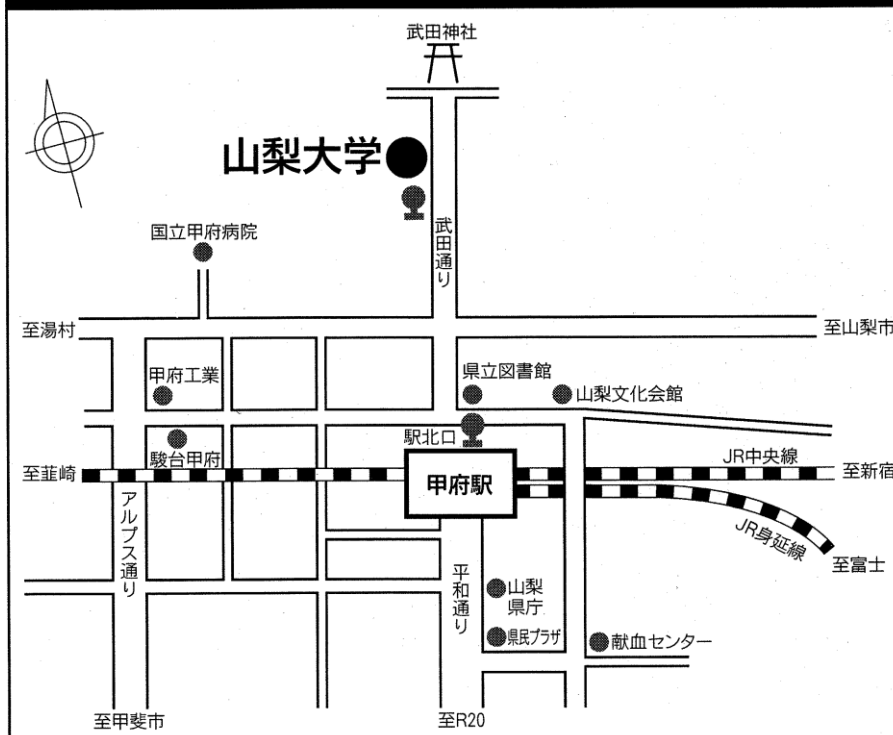 武田神社
山梨大学
武田通り
国立甲府病院
至湯村
至山梨市
甲府工業
県立図書館
山梨文化会館
駅北口
駿台甲府
JR中央線
至韮崎
甲府駅
至新宿
アルプス通り
JR身延線
至富士
平和通り
山梨
県庁
県民プラザ
献血センター
至甲斐市
至R20